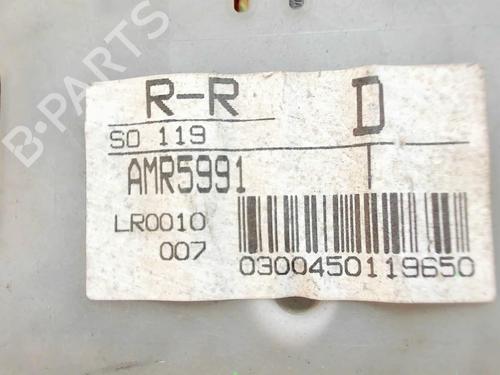 B-PARTS
R-R
D
SO 119
AMR5991
LR0010
007
0300450119650